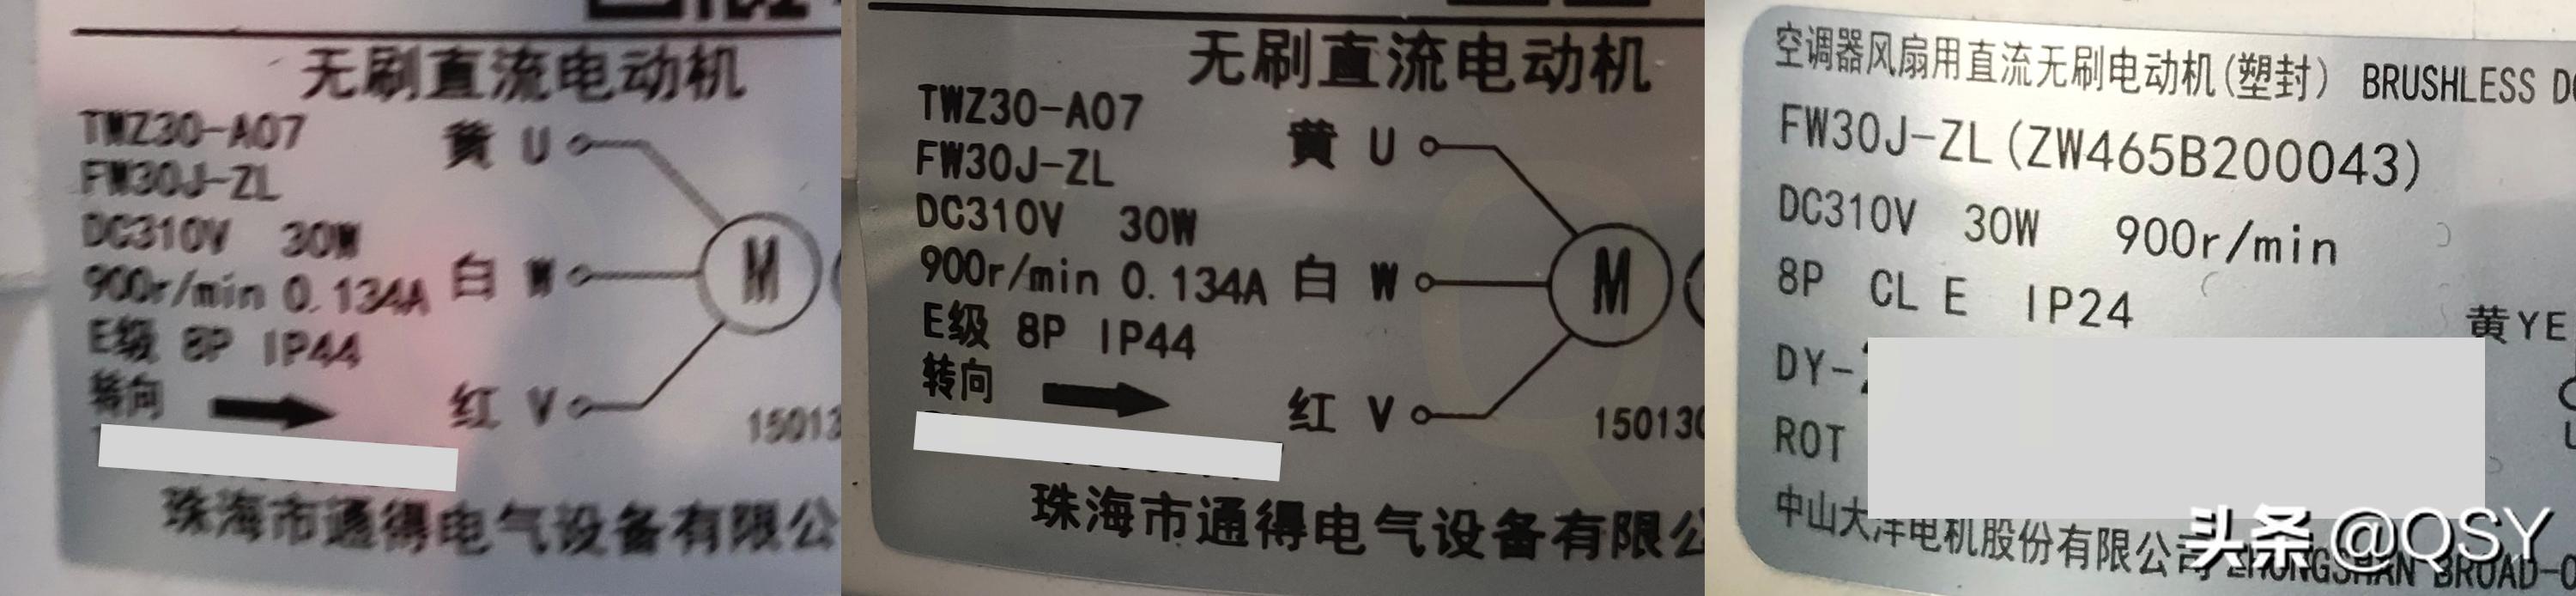 无刷直流电动机
TWZ30-A07
FW30J-ZL
DC310V 30W
900r/min 0.134A
E级 8P IP44
转向
黄 U
白 W
红 V
M
15013
珠海市通得电气设备有限公
无刷直流电动机
TWZ30-A07
FW30J-ZL
DC310V 30W
900r/min 0.134A
E级 8P IP44
转向
黄 U
白 W
红 V
M
15013
珠海市通得电气设备有限公
空调器风扇用直流无刷电动机(塑封) BRUSHLESS D
FW30J-ZL(ZW465B200043)
DC310V 30W 900r/min
8P CL E IP24
黄YE
DY-
ROT
中山大洋电机股份有限公司 ZHONGSHAN BROAD-O
头条 @QSY